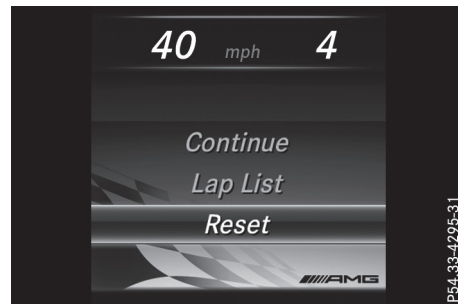 40 mph 4
Continue
Lap List
Reset
AMG
P54.33-4295-31